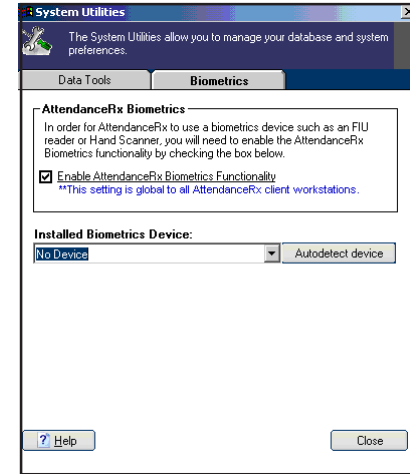 System Utilities
The System Utilities allow you to manage your database and system
preferences.
Data Tools
Biometrics
AttendanceRx Biometrics
In order for AttendanceRx to use a biometrics device such as an FIU
reader or Hand Scanner, you will need to enable the AttendanceRx
Biometrics functionality by checking the box below.
Enable AttendanceRx Biometrics Functionality
**This setting is global to all AttendanceRx client workstations.
Installed Biometrics Device:
No Device
Autodetect device
? Help
Close